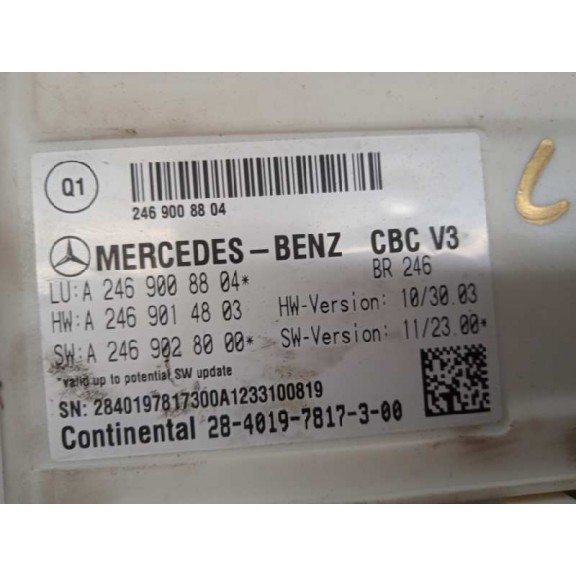 Q1
246 900 88 04
MERCEDES-BENZ CBC V3
BR 246
LU:A 246 900 88 04*
HW:A 246 901 48 03 HW-Version: 10/30.03
SW:A 246 902 80 00* SW-Version: 11/23.00*
*valid up to potential SW update
SN: 2840197817300A1233100819
Continental 28-4019-7817-3-00